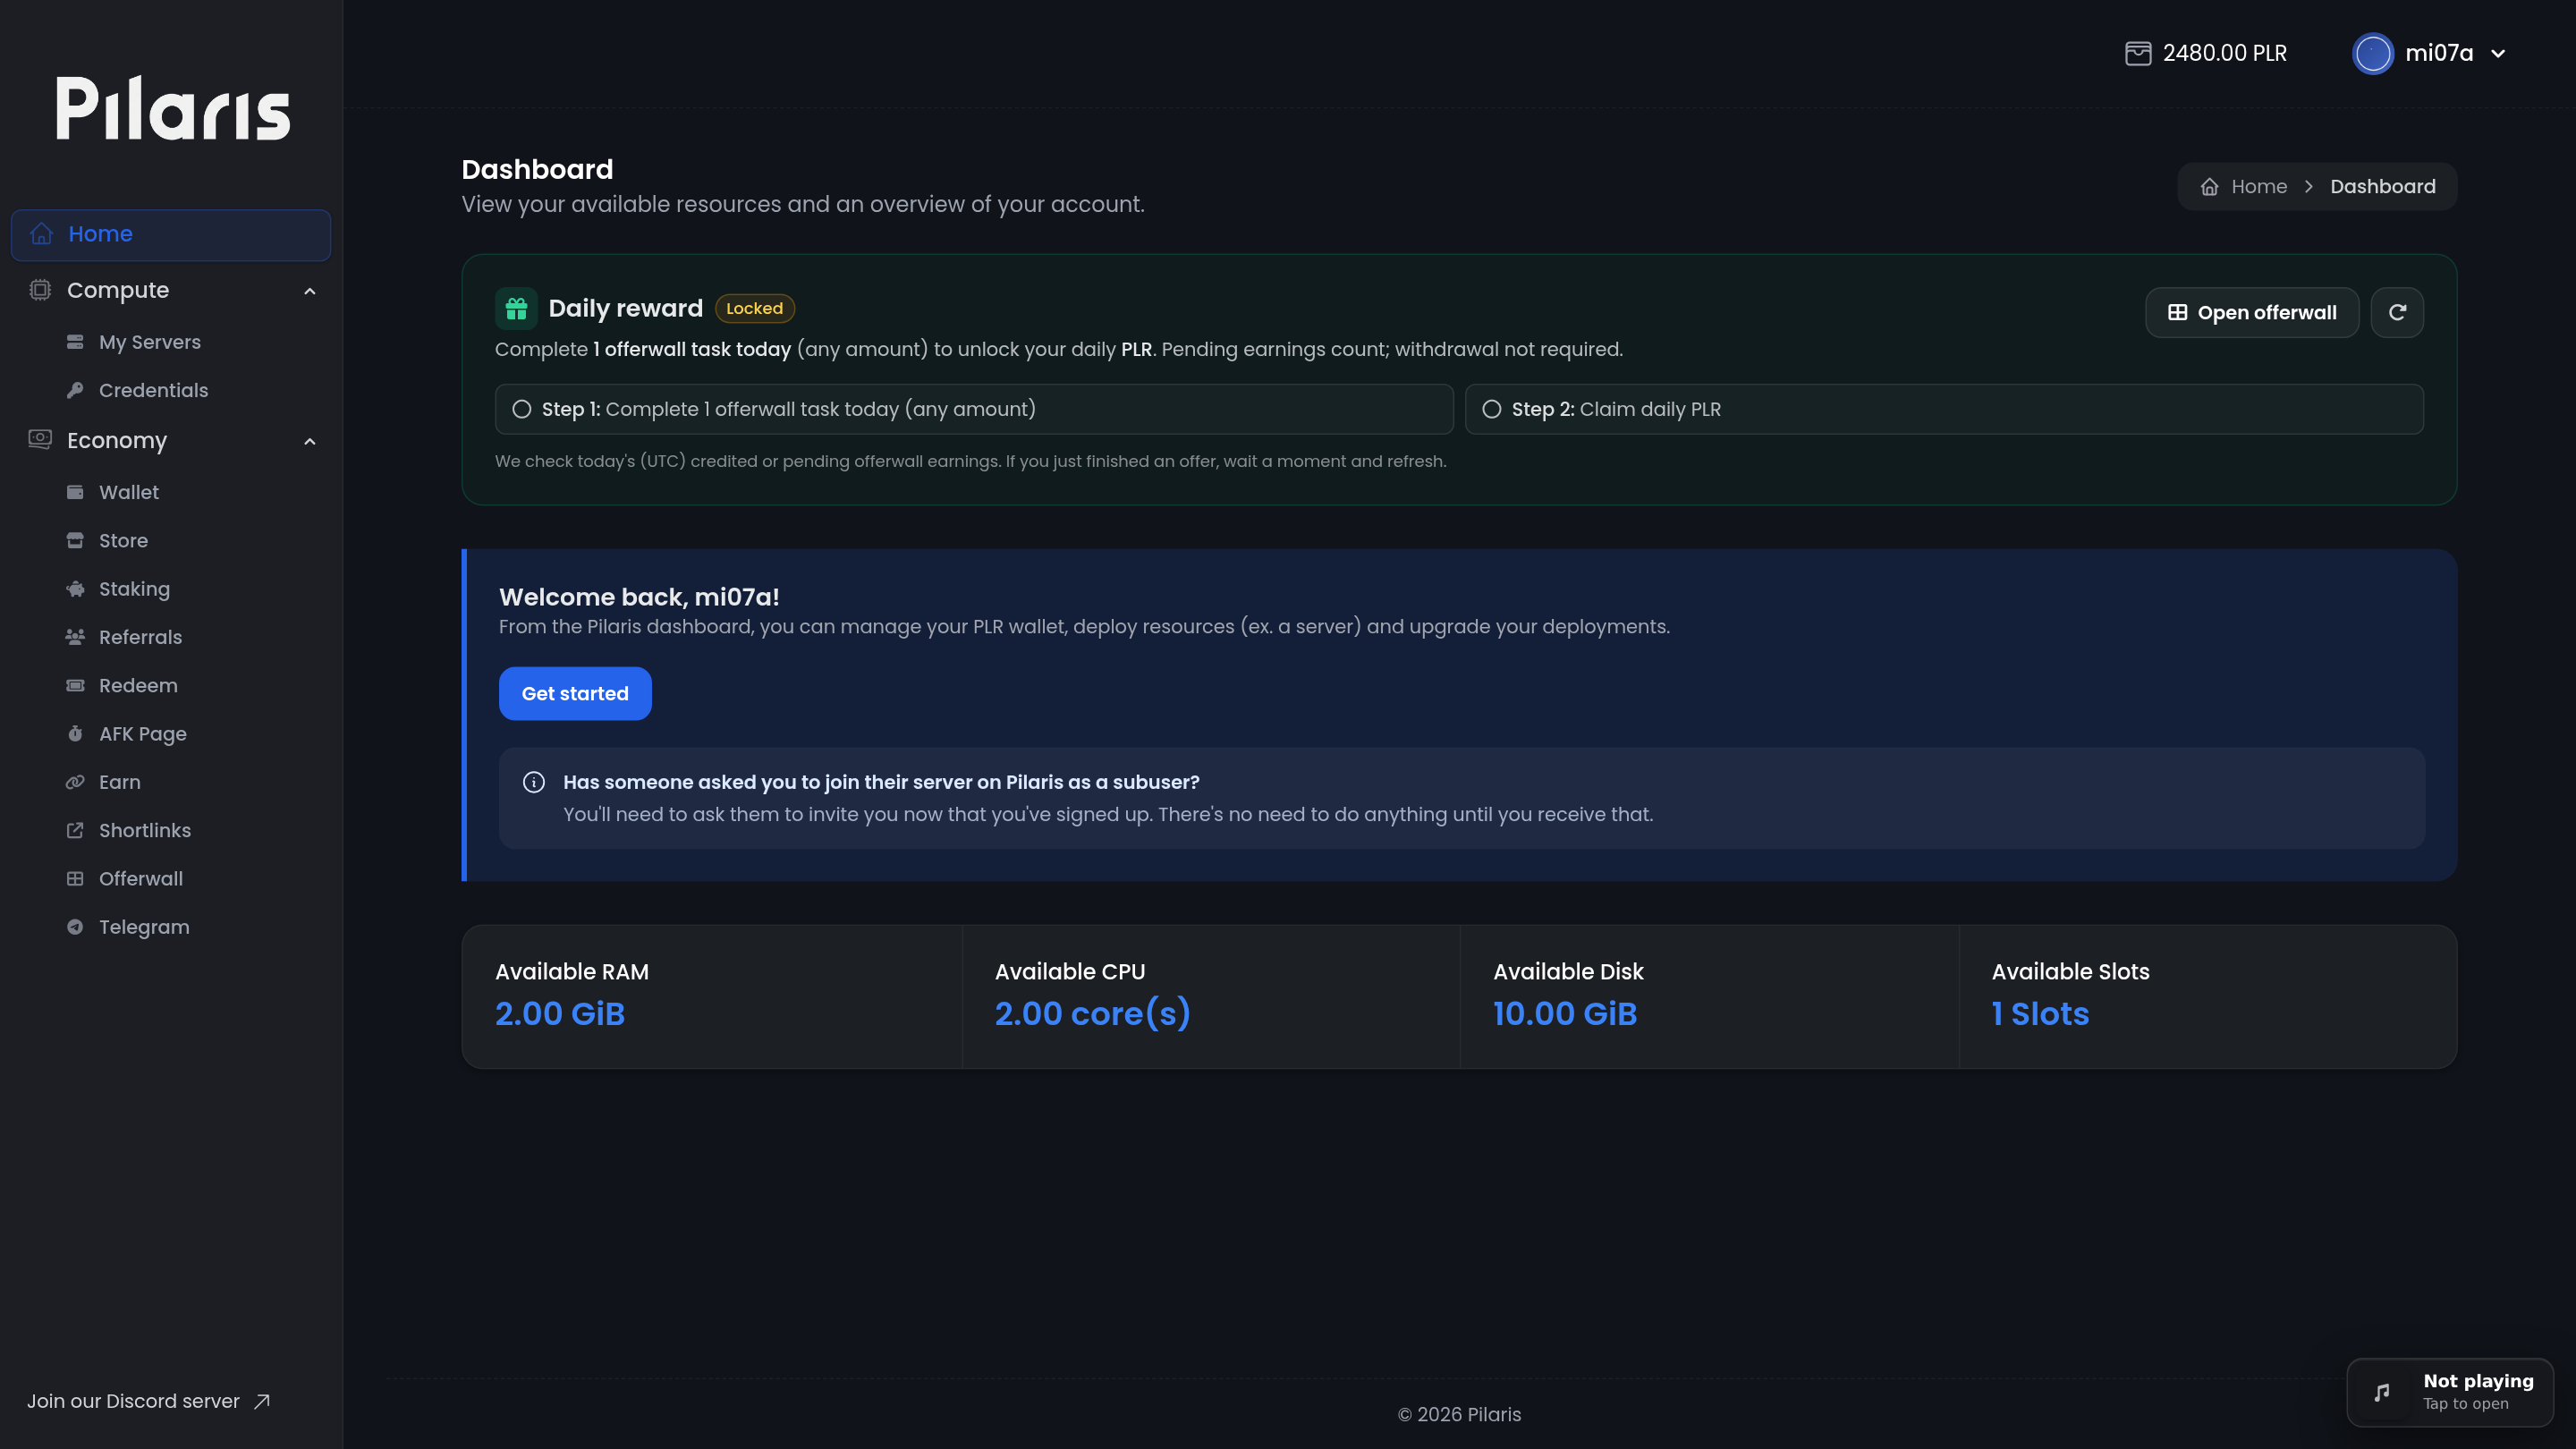 Pilaris
Home
Compute
My Servers
Credentials
Economy
Wallet
Store
Staking
Referrals
Redeem
AFK Page
Earn
Shortlinks
Offerwall
Telegram
Join our Discord server
2480.00 PLR
mi07a
Dashboard
View your available resources and an overview of your account.
Home > Dashboard
Daily reward Locked
Open offerwall
Complete 1 offerwall task today (any amount) to unlock your daily PLR. Pending earnings count; withdrawal not required.
Step 1: Complete 1 offerwall task today (any amount)
Step 2: Claim daily PLR
We check today's (UTC) credited or pending offerwall earnings. If you just finished an offer, wait a moment and refresh.
Welcome back, mi07a!
From the Pilaris dashboard, you can manage your PLR wallet, deploy resources (ex. a server) and upgrade your deployments.
Get started
Has someone asked you to join their server on Pilaris as a subuser?
You'll need to ask them to invite you now that you've signed up. There's no need to do anything until you receive that.
Available RAM
2.00 GiB
Available CPU
2.00 core(s)
Available Disk
10.00 GiB
Available Slots
1 Slots
© 2026 Pilaris
Not playing
Tap to open